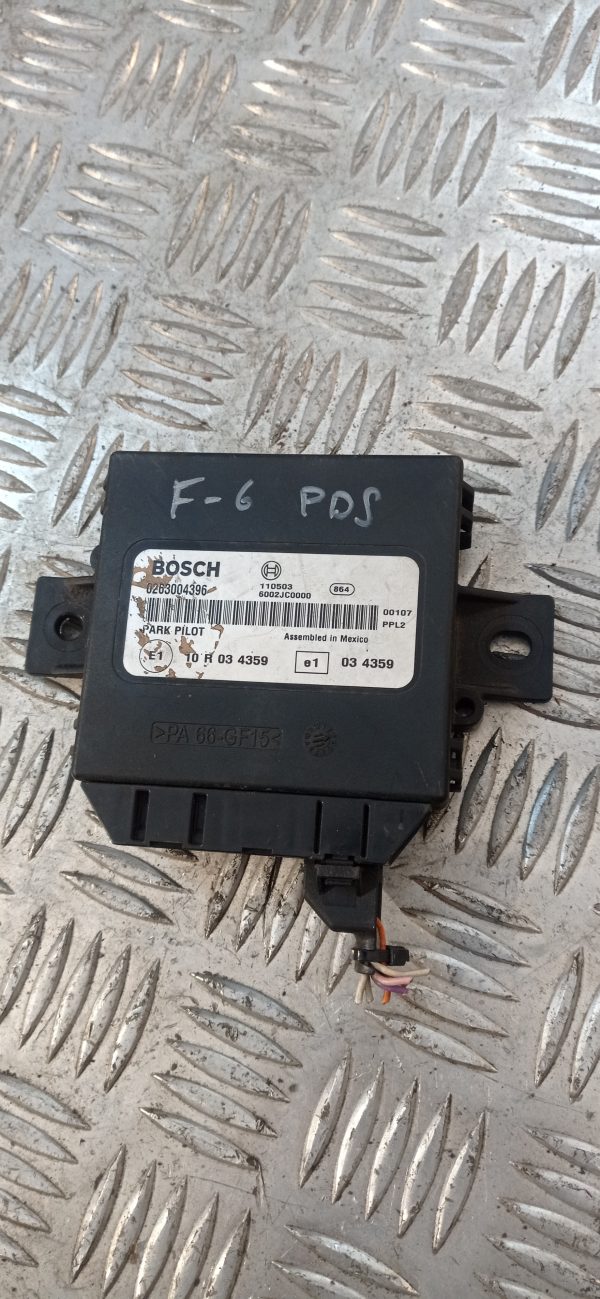 F-6 PDS
BOSCH
110503
864
0263004396
6002JC0000
00107
PPL2
PARK PILOT
Assembled in Mexico
E1 10 R 03 4359
e1 03 4359
>PA 66-GF15<